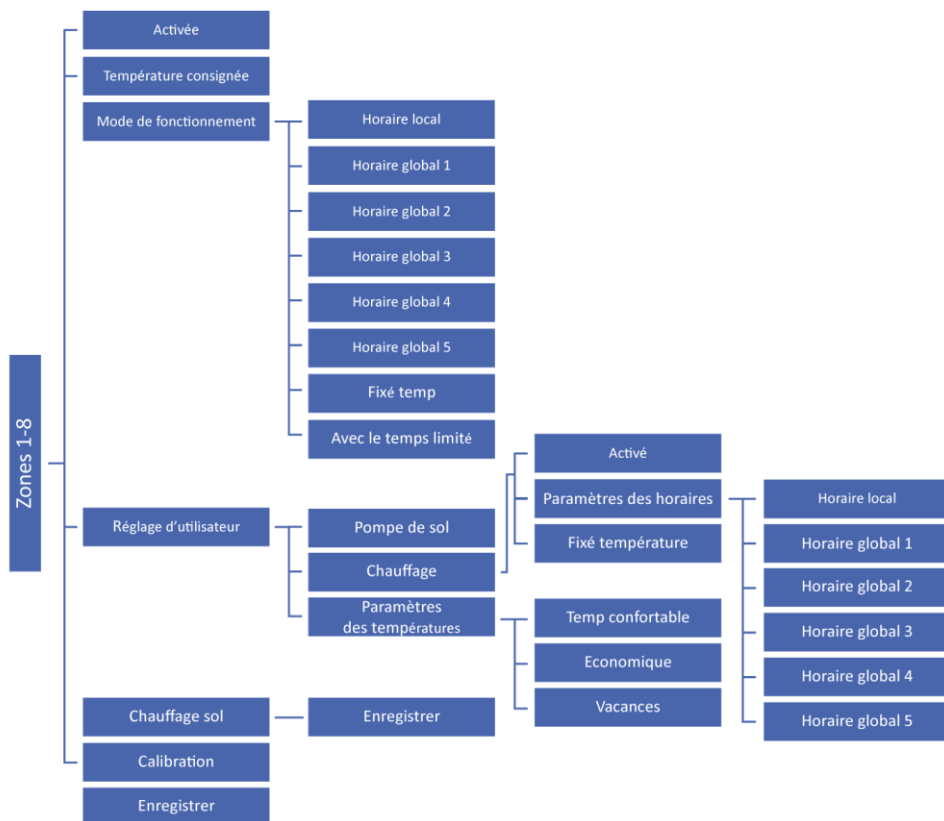 Zones 1-8
Activée
Température consignée
Mode de fonctionnement
Horaire local
Horaire global 1
Horaire global 2
Horaire global 3
Horaire global 4
Horaire global 5
Fixé temp
Avec le temps limité
Réglage d'utilisateur
Pompe de sol
Chauffage
Activé
Paramètres des horaires
Horaire local
Horaire global 1
Horaire global 2
Horaire global 3
Horaire global 4
Horaire global 5
Fixé température
Paramètres
des températures
Temp confortable
Economique
Vacances
Chauffage sol
Enregistrer
Calibration
Enregistrer